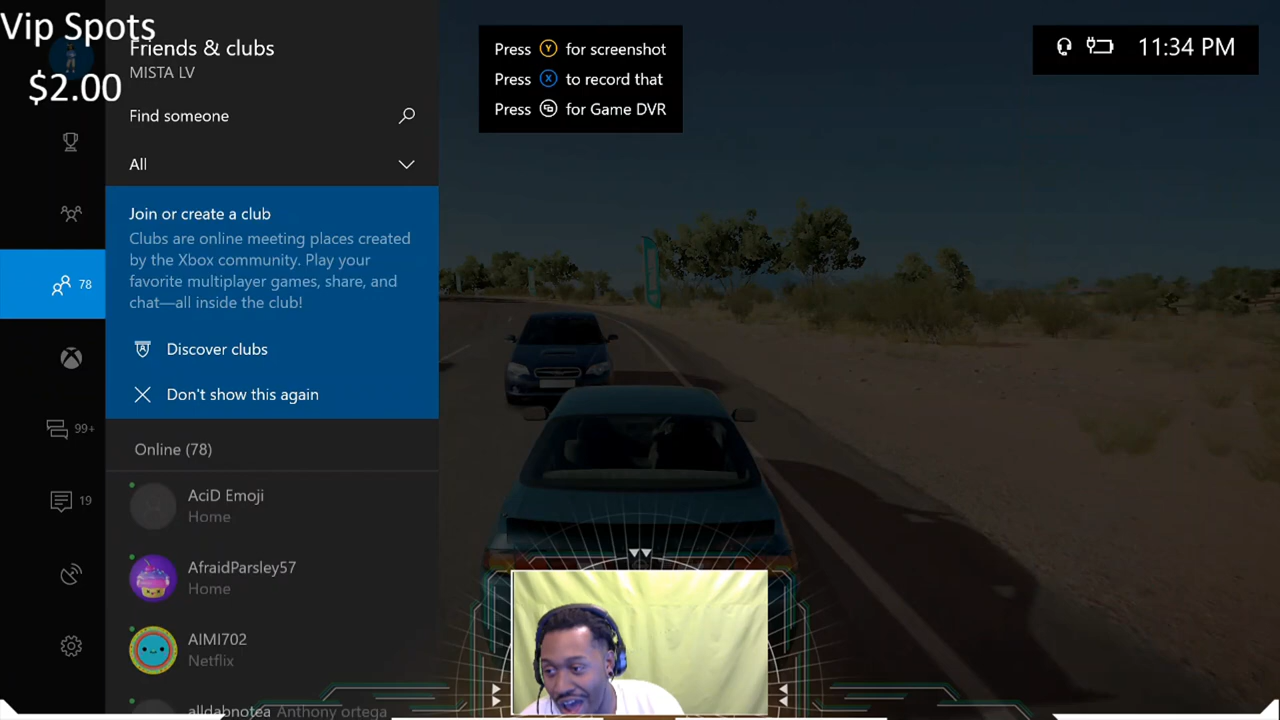 Vip Spots
$2.00
Friends & clubs
MISTA LV
Find someone
All
Join or create a club
Clubs are online meeting places created
by the Xbox community. Play your
favorite multiplayer games, share, and
chat—all inside the club!
Discover clubs
Don't show this again
Online (78)
AciD Emoji
Home
AfraidParsley57
Home
AIMI702
Netflix
alldabnotea Anthony ortega
78
99+
19
Press Y for screenshot
Press X to record that
Press for Game DVR
11:34 PM